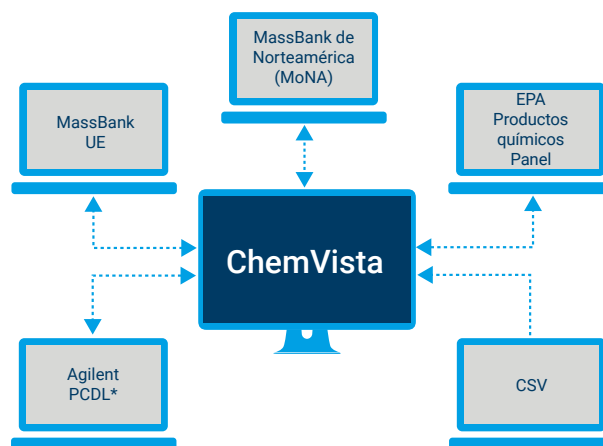 MassBank de
Norteamérica
(MoNA)
MassBank
UE
EPA
Productos
químicos
Panel
ChemVista
Agilent
PCDL*
CSV